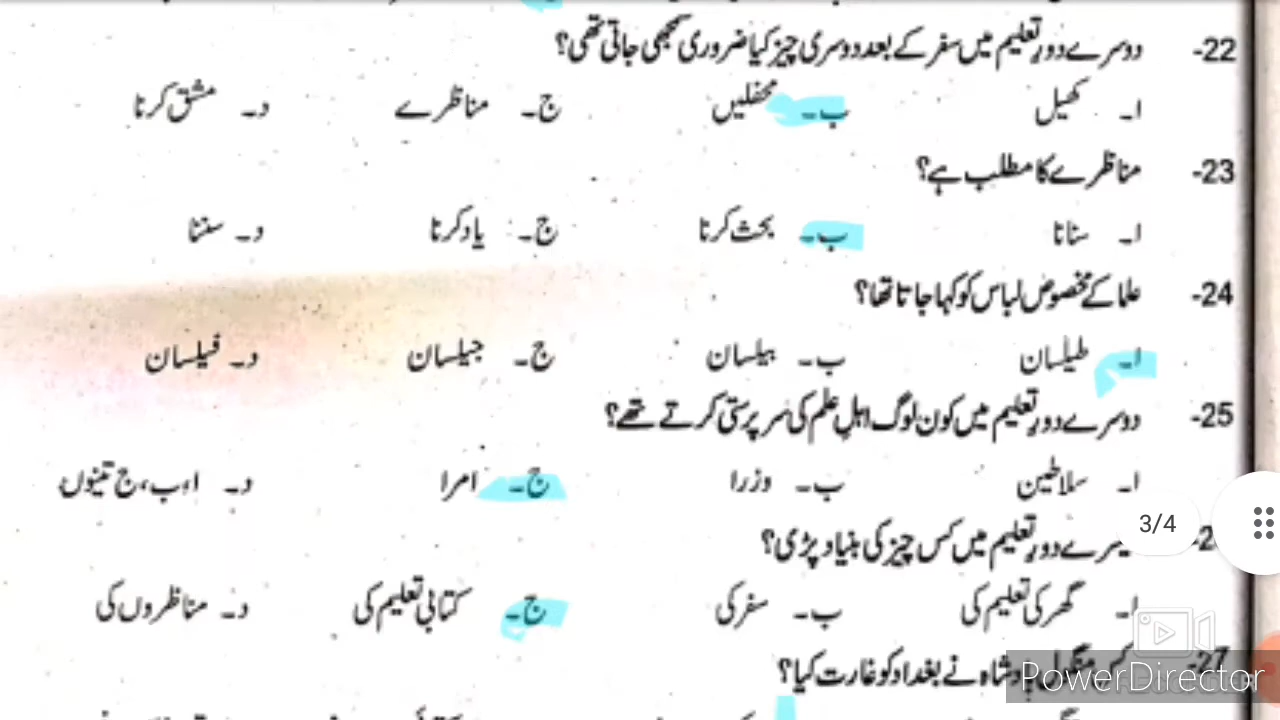 22- دوسرے دورِ تعلیم میں سفر کے بعد دوسری چیز کیا ضروری سمجھی جاتی تھی؟
ا۔ کھیل ب۔ محفلیں ج۔ مناظرے د۔ مشق کرنا
23- مناظرے کا مطلب ہے؟
ا۔ سنانا ب۔ بحث کرنا ج۔ یاد کرنا د۔ سننا
24- علما کے مخصوص لباس کو کہا جاتا تھا؟
ا۔ طیلسان ب۔ بیلسان ج۔ جیلسان د۔ فیلسان
25- دوسرے دورِ تعلیم میں کون لوگ اہلِ علم کی سرپرستی کرتے تھے؟
ا۔ سلاطین ب۔ وزرا ج۔ امرا د۔ ا، ب، ج تینوں
3/4
دورِ تعلیم میں کس چیز کی بنیاد پڑی؟
ا۔ گھر کی تعلیم کی ب۔ سفر کی ج۔ کتابی تعلیم کی د۔ مناظروں کی
27- کس منگول بادشاہ نے بغداد کو غارت کیا؟
PowerDirector